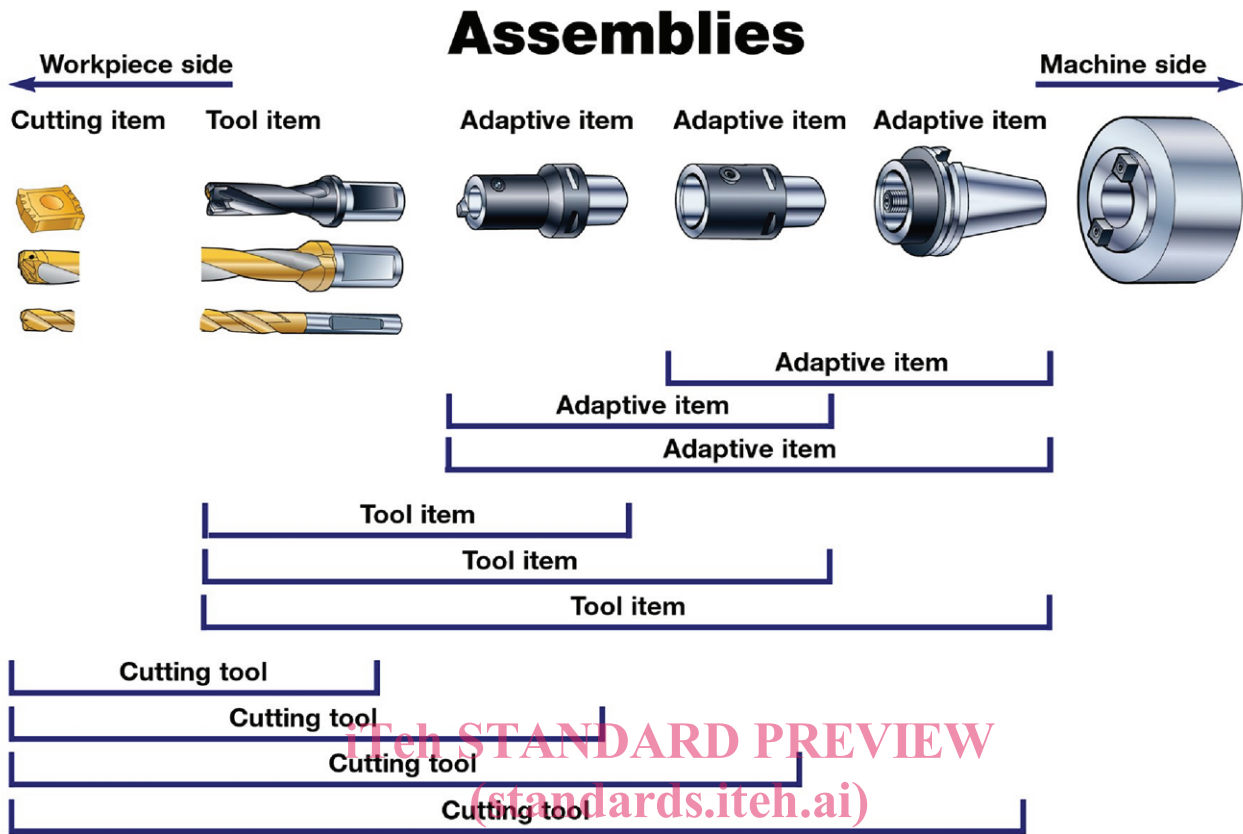 Assemblies
Workpiece side
Machine side
Cutting item
Tool item
Adaptive item
Adaptive item
Adaptive item
Adaptive item
Adaptive item
Adaptive item
Tool item
Tool item
Tool item
Cutting tool
Cutting tool
iTeh STANDARD PREVIEW
Cutting tool
(standards.iteh.ai)
Cutting tool